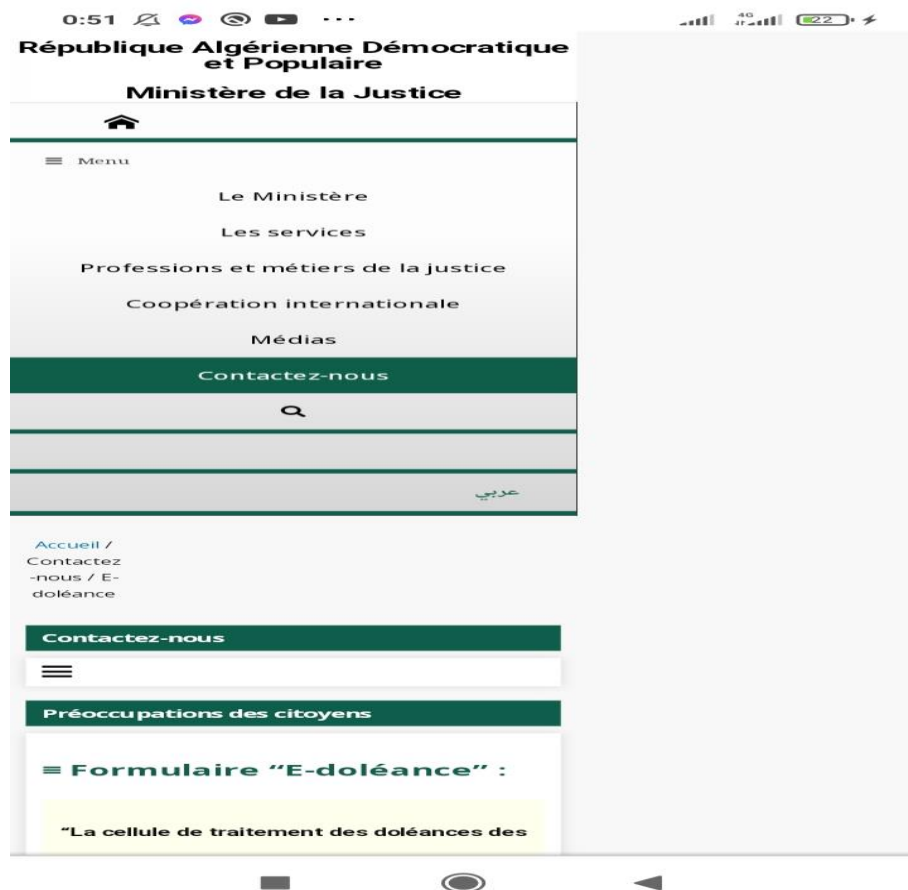 0:51 ... 4G 22
République Algérienne Démocratique
et Populaire
Ministère de la Justice
Menu
Le Ministère
Les services
Professions et métiers de la justice
Coopération internationale
Médias
Contactez-nous
عربي
Accueil /
Contactez
-nous / E-
doléance
Contactez-nous
Préoccupations des citoyens
Formulaire “E-doléance” :
“La cellule de traitement des doléances des